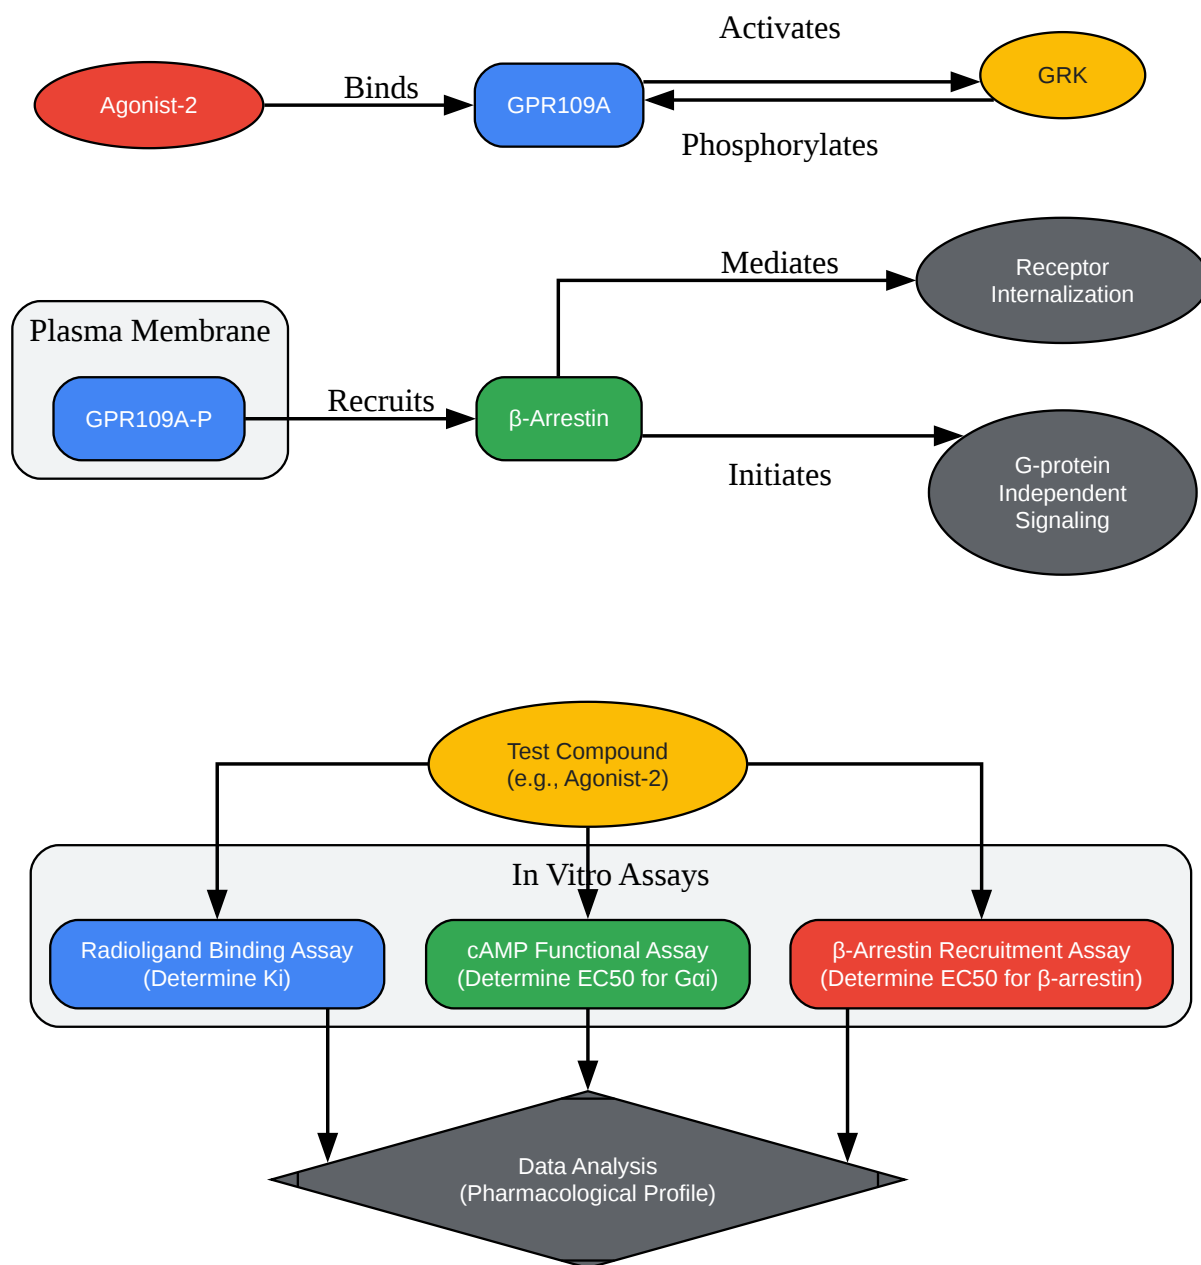 Activates
Agonist-2
Binds
GPR109A
GRK
Phosphorylates
Mediates
Receptor
Internalization
Plasma Membrane
GPR109A-P
Recruits
β-Arrestin
Initiates
G-protein
Independent
Signaling
Test Compound
(e.g., Agonist-2)
In Vitro Assays
Radioligand Binding Assay
(Determine Ki)
cAMP Functional Assay
(Determine EC50 for Gαi)
β-Arrestin Recruitment Assay
(Determine EC50 for β-arrestin)
Data Analysis
(Pharmacological Profile)